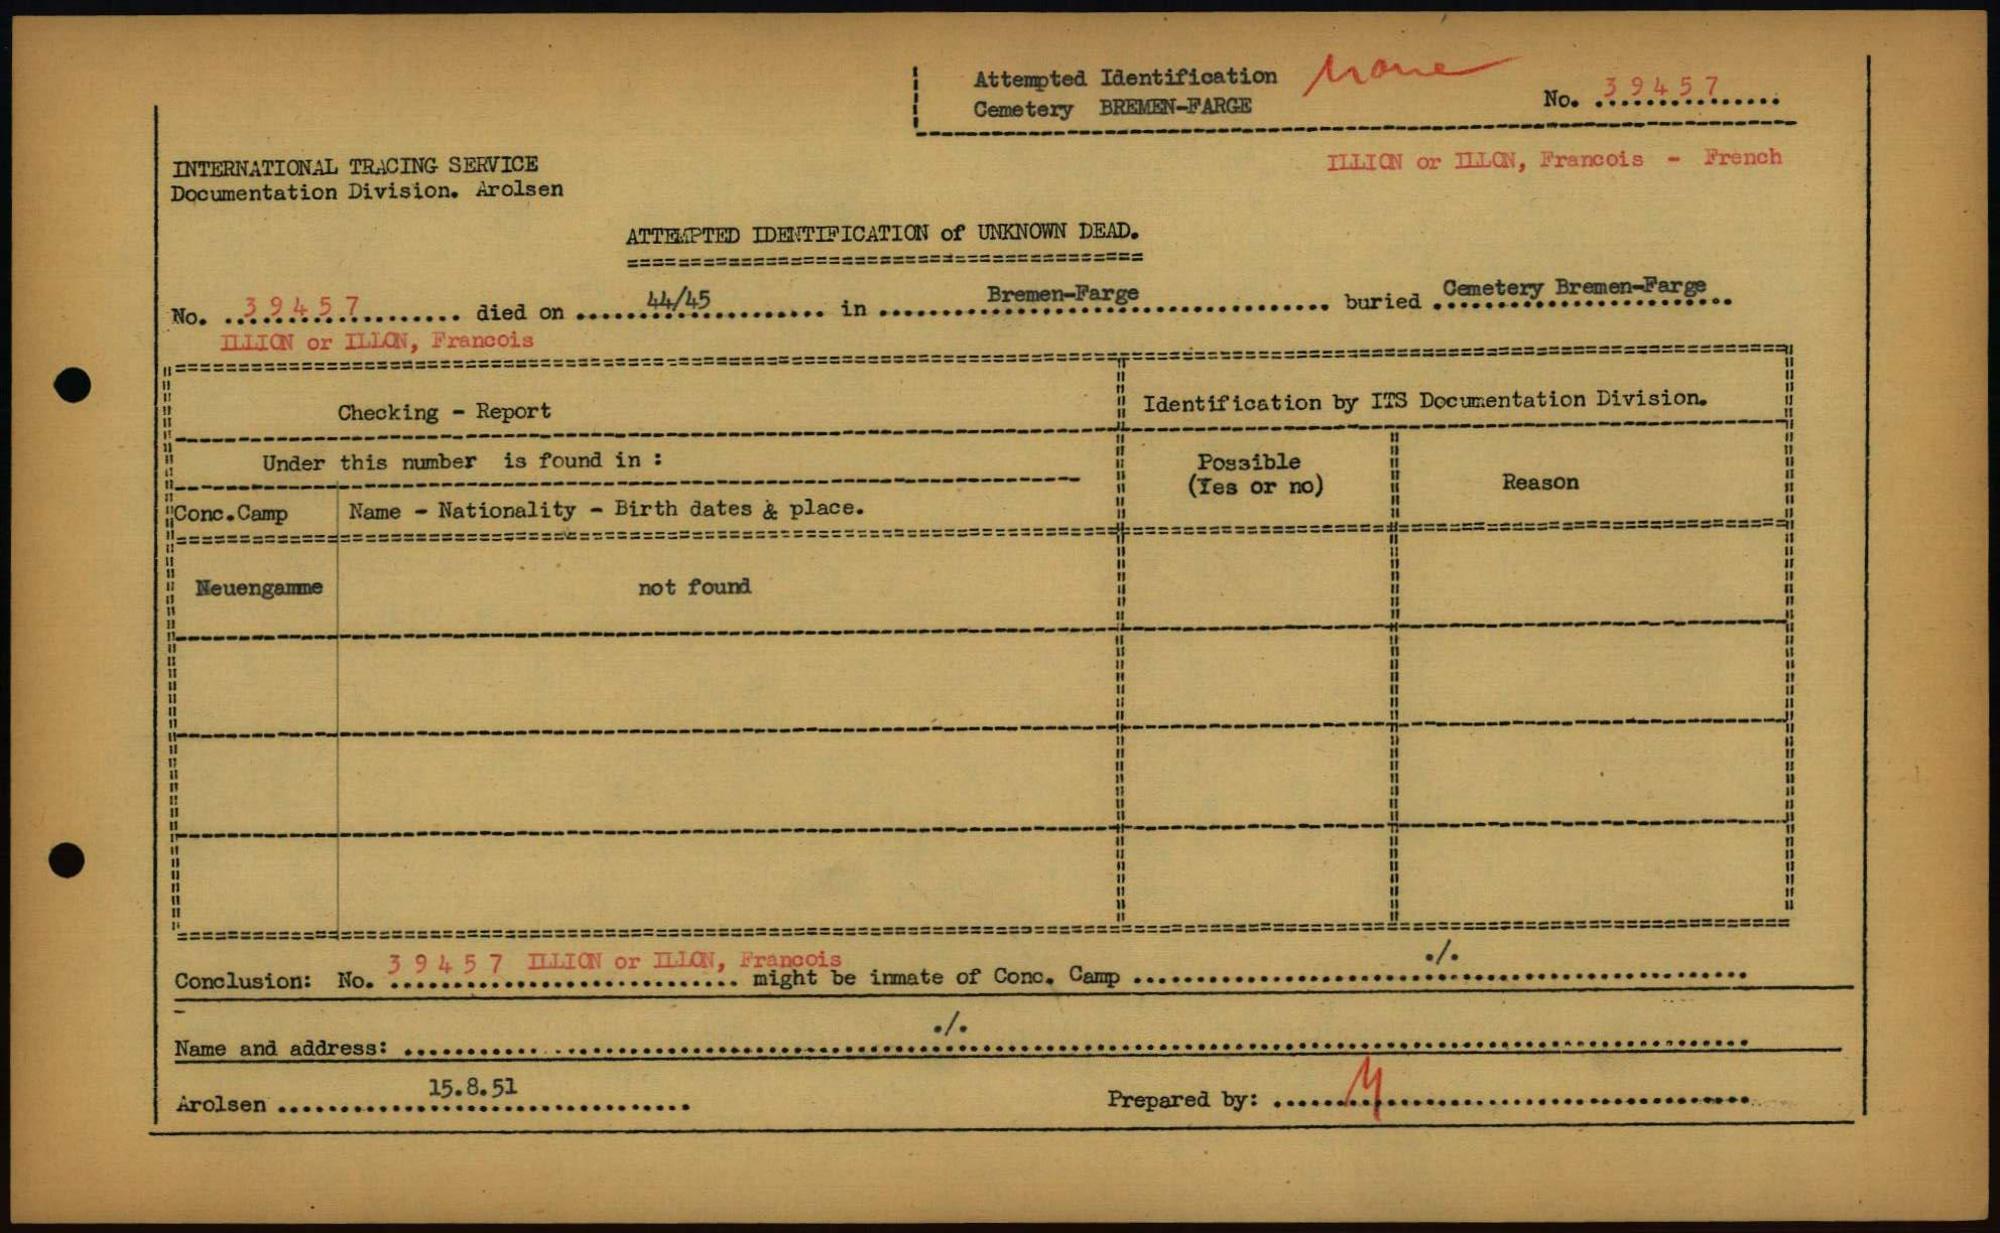 Attempted Identification none
Cemetery BREMEN-FARGE
No. 39457
INTERNATIONAL TRACING SERVICE
Documentation Division. Arolsen
ILLION or ILLON, Francois - French
ATTEMPTED IDENTIFICATION of UNKNOWN DEAD.
No. 39457 died on 44/45 in Bremen-Farge buried Cemetery Bremen-Farge
ILLION or ILLON, Francois
Checking - Report
Identification by ITS Documentation Division.
Under this number is found in :
Possible
(Yes or no)
Reason
Conc.Camp
Name - Nationality - Birth dates & place.
Neuengamme
not found
Conclusion: No. 39457 ILLION or ILLON, Francois might be inmate of Conc. Camp ./.
Name and address: ./.
Arolsen 15.8.51
Prepared by: